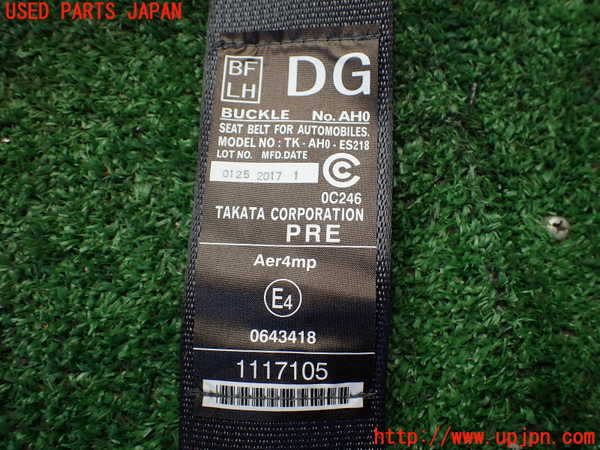 USED PARTS JAPAN
BF
LH
DG
BUCKLE No. AH0
SEAT BELT FOR AUTOMOBILES.
MODEL NO : TK - AH0 - ES218
LOT NO. MFD.DATE
0125 2017 1
0C246
TAKATA CORPORATION
PRE
Aer4mp
E4
0643418
1117105
http://www.upjpn.com/